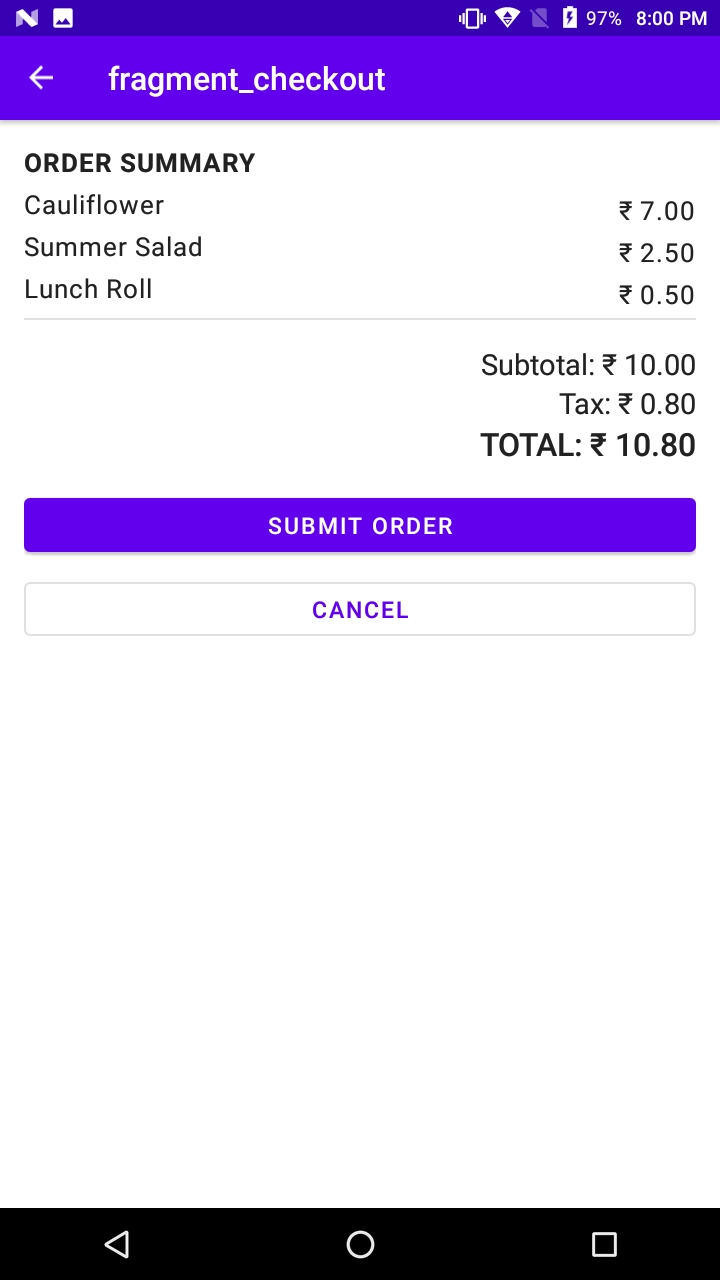 97% 8:00 PM
fragment_checkout
ORDER SUMMARY
Cauliflower ₹ 7.00
Summer Salad ₹ 2.50
Lunch Roll ₹ 0.50
Subtotal: ₹ 10.00
Tax: ₹ 0.80
TOTAL: ₹ 10.80
SUBMIT ORDER
CANCEL